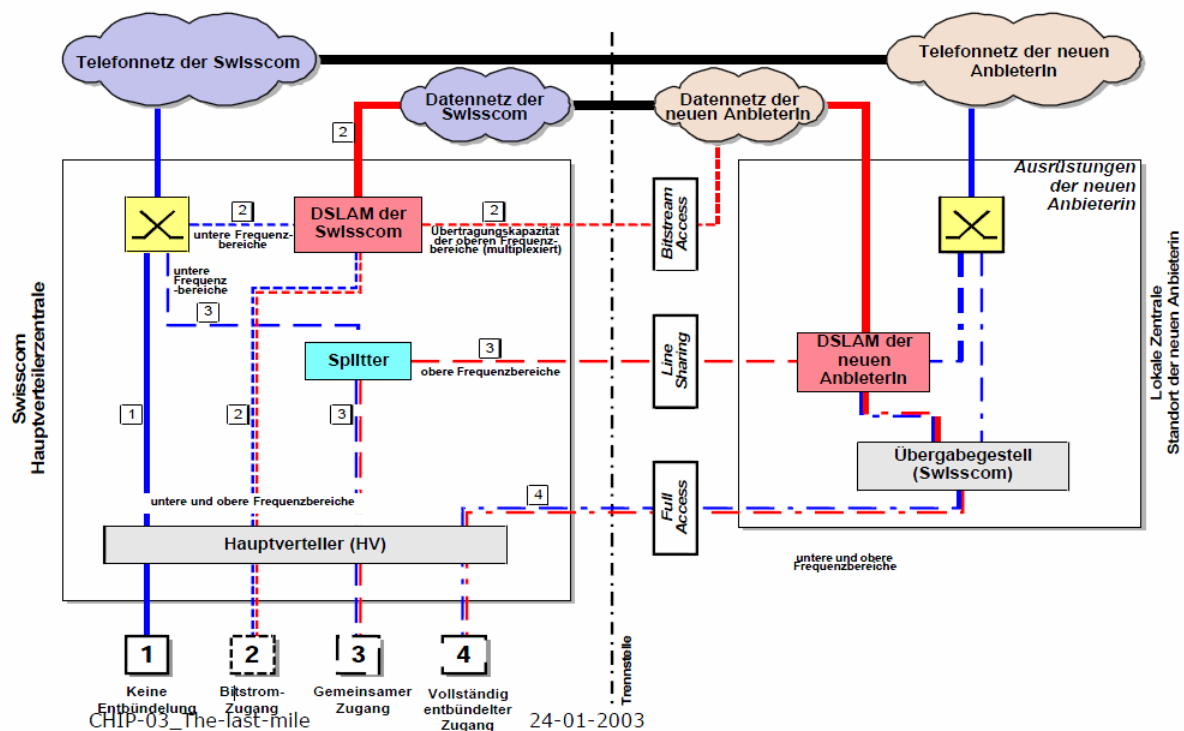 Telefonnetz der Swisscom
Telefonnetz der neuen
AnbieterIn
Datennetz der
Swisscom
Datennetz der
neuen AnbieterIn
2
Ausrüstungen
der neuen
Anbieterin
2
untere Frequenz-
bereiche
DSLAM der
Swisscom
2
Übertragungskapazität
der oberen Frequenz-
bereiche (multiplexiert)
Bitstream
Access
untere
Frequenz
-bereiche
3
Splitter
3
obere Frequenzbereiche
Line
Sharing
DSLAM der
neuen
AnbieterIn
Swisscom
Hauptverteilerzentrale
Lokale Zentrale
Standort der neuen Anbieterin
1
2
3
Übergabegestell
(Swisscom)
untere und obere Frequenzbereiche
4
Full
Access
Hauptverteiler (HV)
untere und obere
Frequenzbereiche
1
2
3
4
Trennstelle
Keine
Entbündelung
Bitstrom-
Zugang
Gemeinsamer
Zugang
Vollständig
entbündelter
Zugang
CHIP-03_The-last-mile
24-01-2003